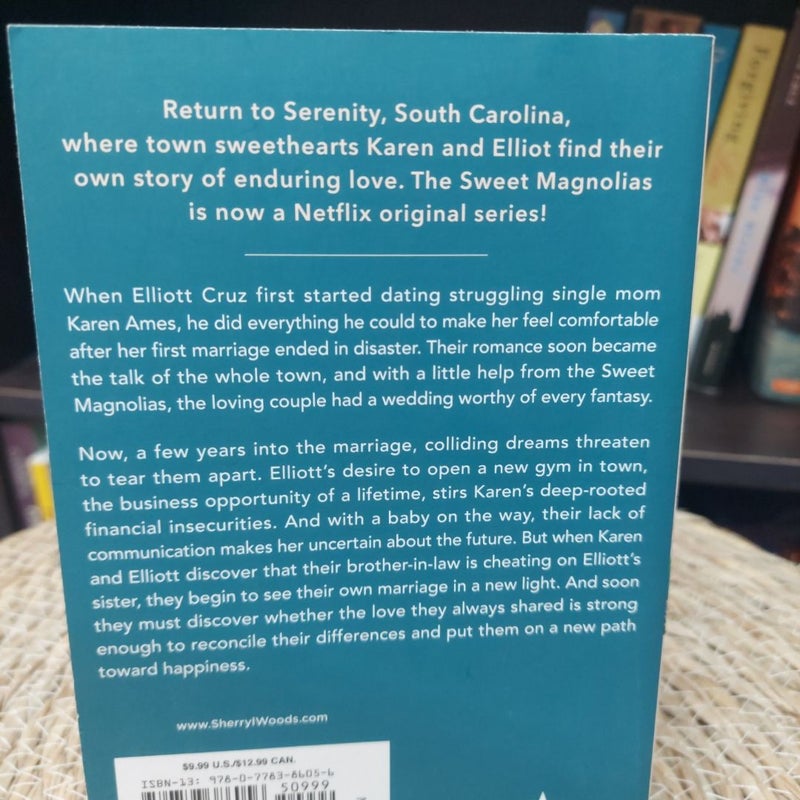 Return to Serenity, South Carolina,
where town sweethearts Karen and Elliot find their
own story of enduring love. The Sweet Magnolias
is now a Netflix original series!
When Elliott Cruz first started dating struggling single mom
Karen Ames, he did everything he could to make her feel comfortable
after her first marriage ended in disaster. Their romance soon became
the talk of the whole town, and with a little help from the Sweet
Magnolias, the loving couple had a wedding worthy of every fantasy.
Now, a few years into the marriage, colliding dreams threaten
to tear them apart. Elliott's desire to open a new gym in town,
the business opportunity of a lifetime, stirs Karen's deep-rooted
financial insecurities. And with a baby on the way, their lack of
communication makes her uncertain about the future. But when Karen
and Elliott discover that their brother-in-law is cheating on Elliott's
sister, they begin to see their own marriage in a new light. And soon
they must discover whether the love they always shared is strong
enough to reconcile their differences and put them on a new path
toward happiness.
www.SherrylWoods.com
$9.99 U.S./$12.99 CAN.
ISBN-13: 978-0-7783-8605-6
50999